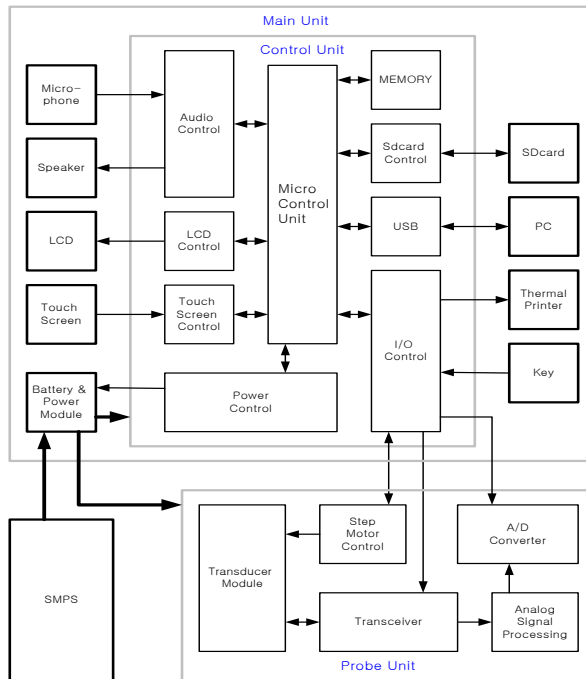 Main Unit
Control Unit
Micro-
phone
Audio
Control
MEMORY
Speaker
Sdcard
Control
SDcard
Micro
Control
Unit
LCD
LCD
Control
USB
PC
Touch
Screen
Touch
Screen
Control
I/O
Control
Thermal
Printer
Battery &
Power
Module
Power
Control
Key
SMPS
Transducer
Module
Step
Motor
Control
A/D
Converter
Transceiver
Analog
Signal
Processing
Probe Unit